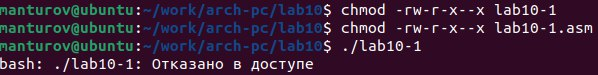 manturov@ubuntu:~/work/arch-pc/lab10$ chmod -rw-r-x--x lab10-1
manturov@ubuntu:~/work/arch-pc/lab10$ chmod -rw-r-x--x lab10-1.asm
manturov@ubuntu:~/work/arch-pc/lab10$ ./lab10-1
bash: ./lab10-1: Отказано в доступе